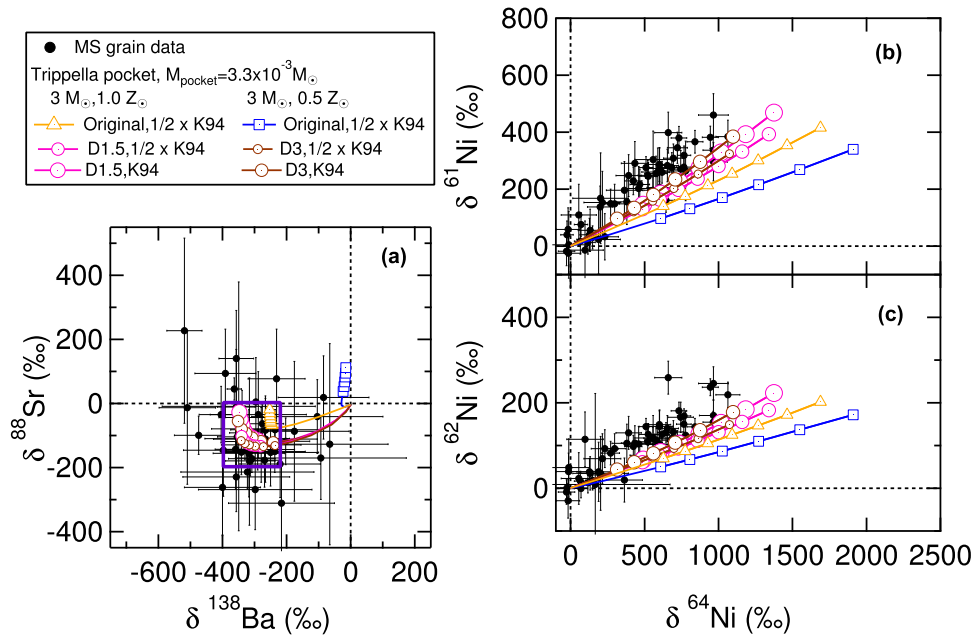 MS grain data
Trippella pocket, Mpocket=3.3x10⁻³M☉
3 M☉,1.0 Z☉ 3 M☉, 0.5 Z☉
Original,1/2 x K94 Original,1/2 x K94
D1.5,1/2 x K94 D3,1/2 x K94
D1.5,K94 D3,K94
(a)
400
200
0
-200
-400
δ ⁸⁸Sr (‰)
-600 -400 -200 0 200
δ ¹³⁸Ba (‰)
(b)
800
600
400
200
0
δ ⁶¹Ni (‰)
(c)
400
200
0
δ ⁶²Ni (‰)
0 500 1000 1500 2000 2500
δ ⁶⁴Ni (‰)